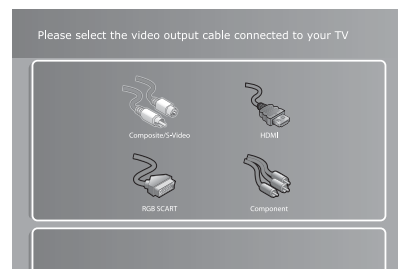 Please select the video output cable connected to your TV
Composite/S-Video
HDMI
RGB SCART
Component